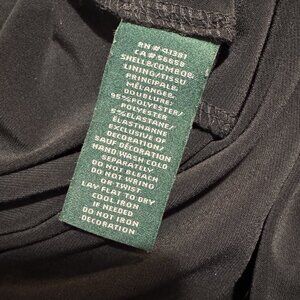 RN# 41381
CA# 56658
SHELL&COMBO&
LINING/TISSU
PRINCIPAL&
MÉLANGE&
DOUBLURE:
95%POLYESTER/
POLYESTER
5%ELASTANE/
ÉLASTHANNE
EXCLUSIVE OF
DECORATION/
SAUF DÉCORATION
HAND WASH COLD
SEPARATELY
DO NOT BLEACH
DO NOT WRING
OR TWIST
LAY FLAT TO DRY
COOL IRON
IF NEEDED
DO NOT IRON
DECORATION.